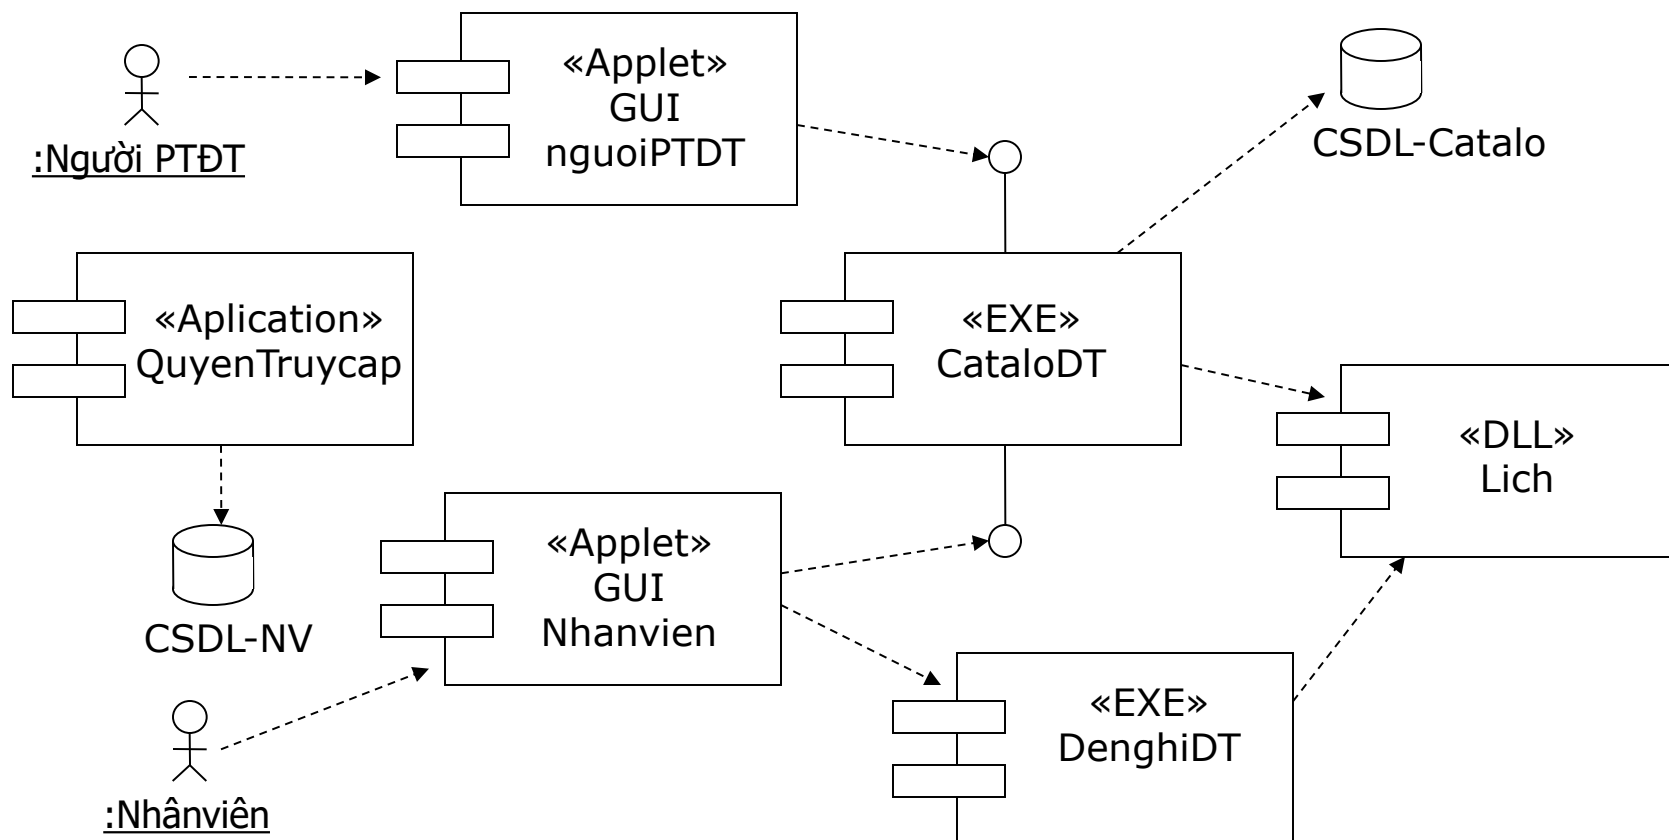 «Applet»
GUI
nguoiPTDT
:Người PTĐT
CSDL-Catalo
«Aplication»
QuyenTruycap
«EXE»
CataloDT
«DLL»
Lich
«Applet»
GUI
Nhanvien
CSDL-NV
«EXE»
DenghiDT
:Nhânviên